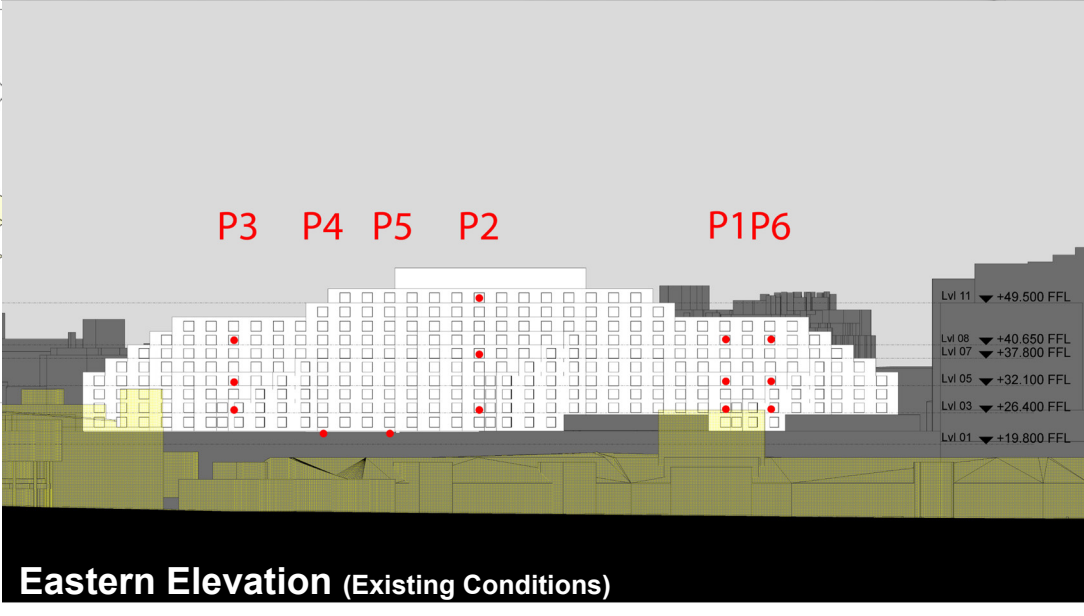 P3 P4 P5 P2 P1 P6
Lvl 11 +49.500 FFL
Lvl 08 +40.650 FFL
Lvl 07 +37.800 FFL
Lvl 05 +32.100 FFL
Lvl 03 +26.400 FFL
Lvl 01 +19.800 FFL
Eastern Elevation (Existing Conditions)